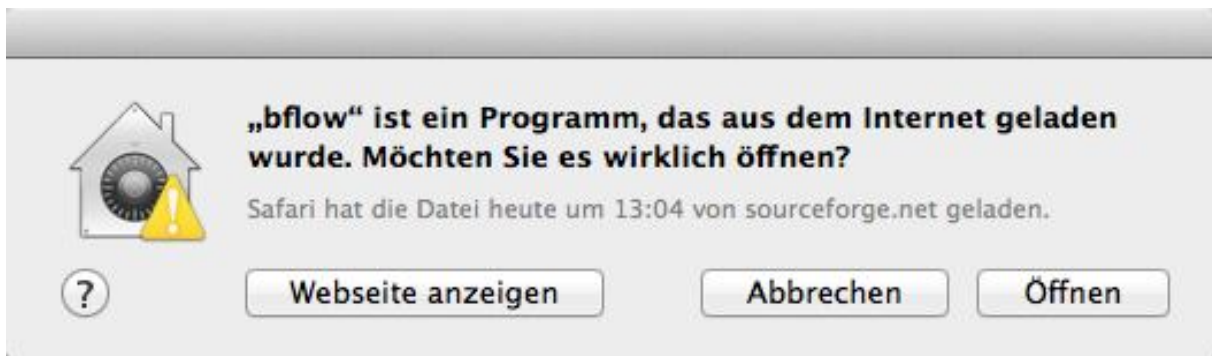 „bflow“ ist ein Programm, das aus dem Internet geladen
wurde. Möchten Sie es wirklich öffnen?
Safari hat die Datei heute um 13:04 von sourceforge.net geladen.
?
Webseite anzeigen
Abbrechen
Öffnen